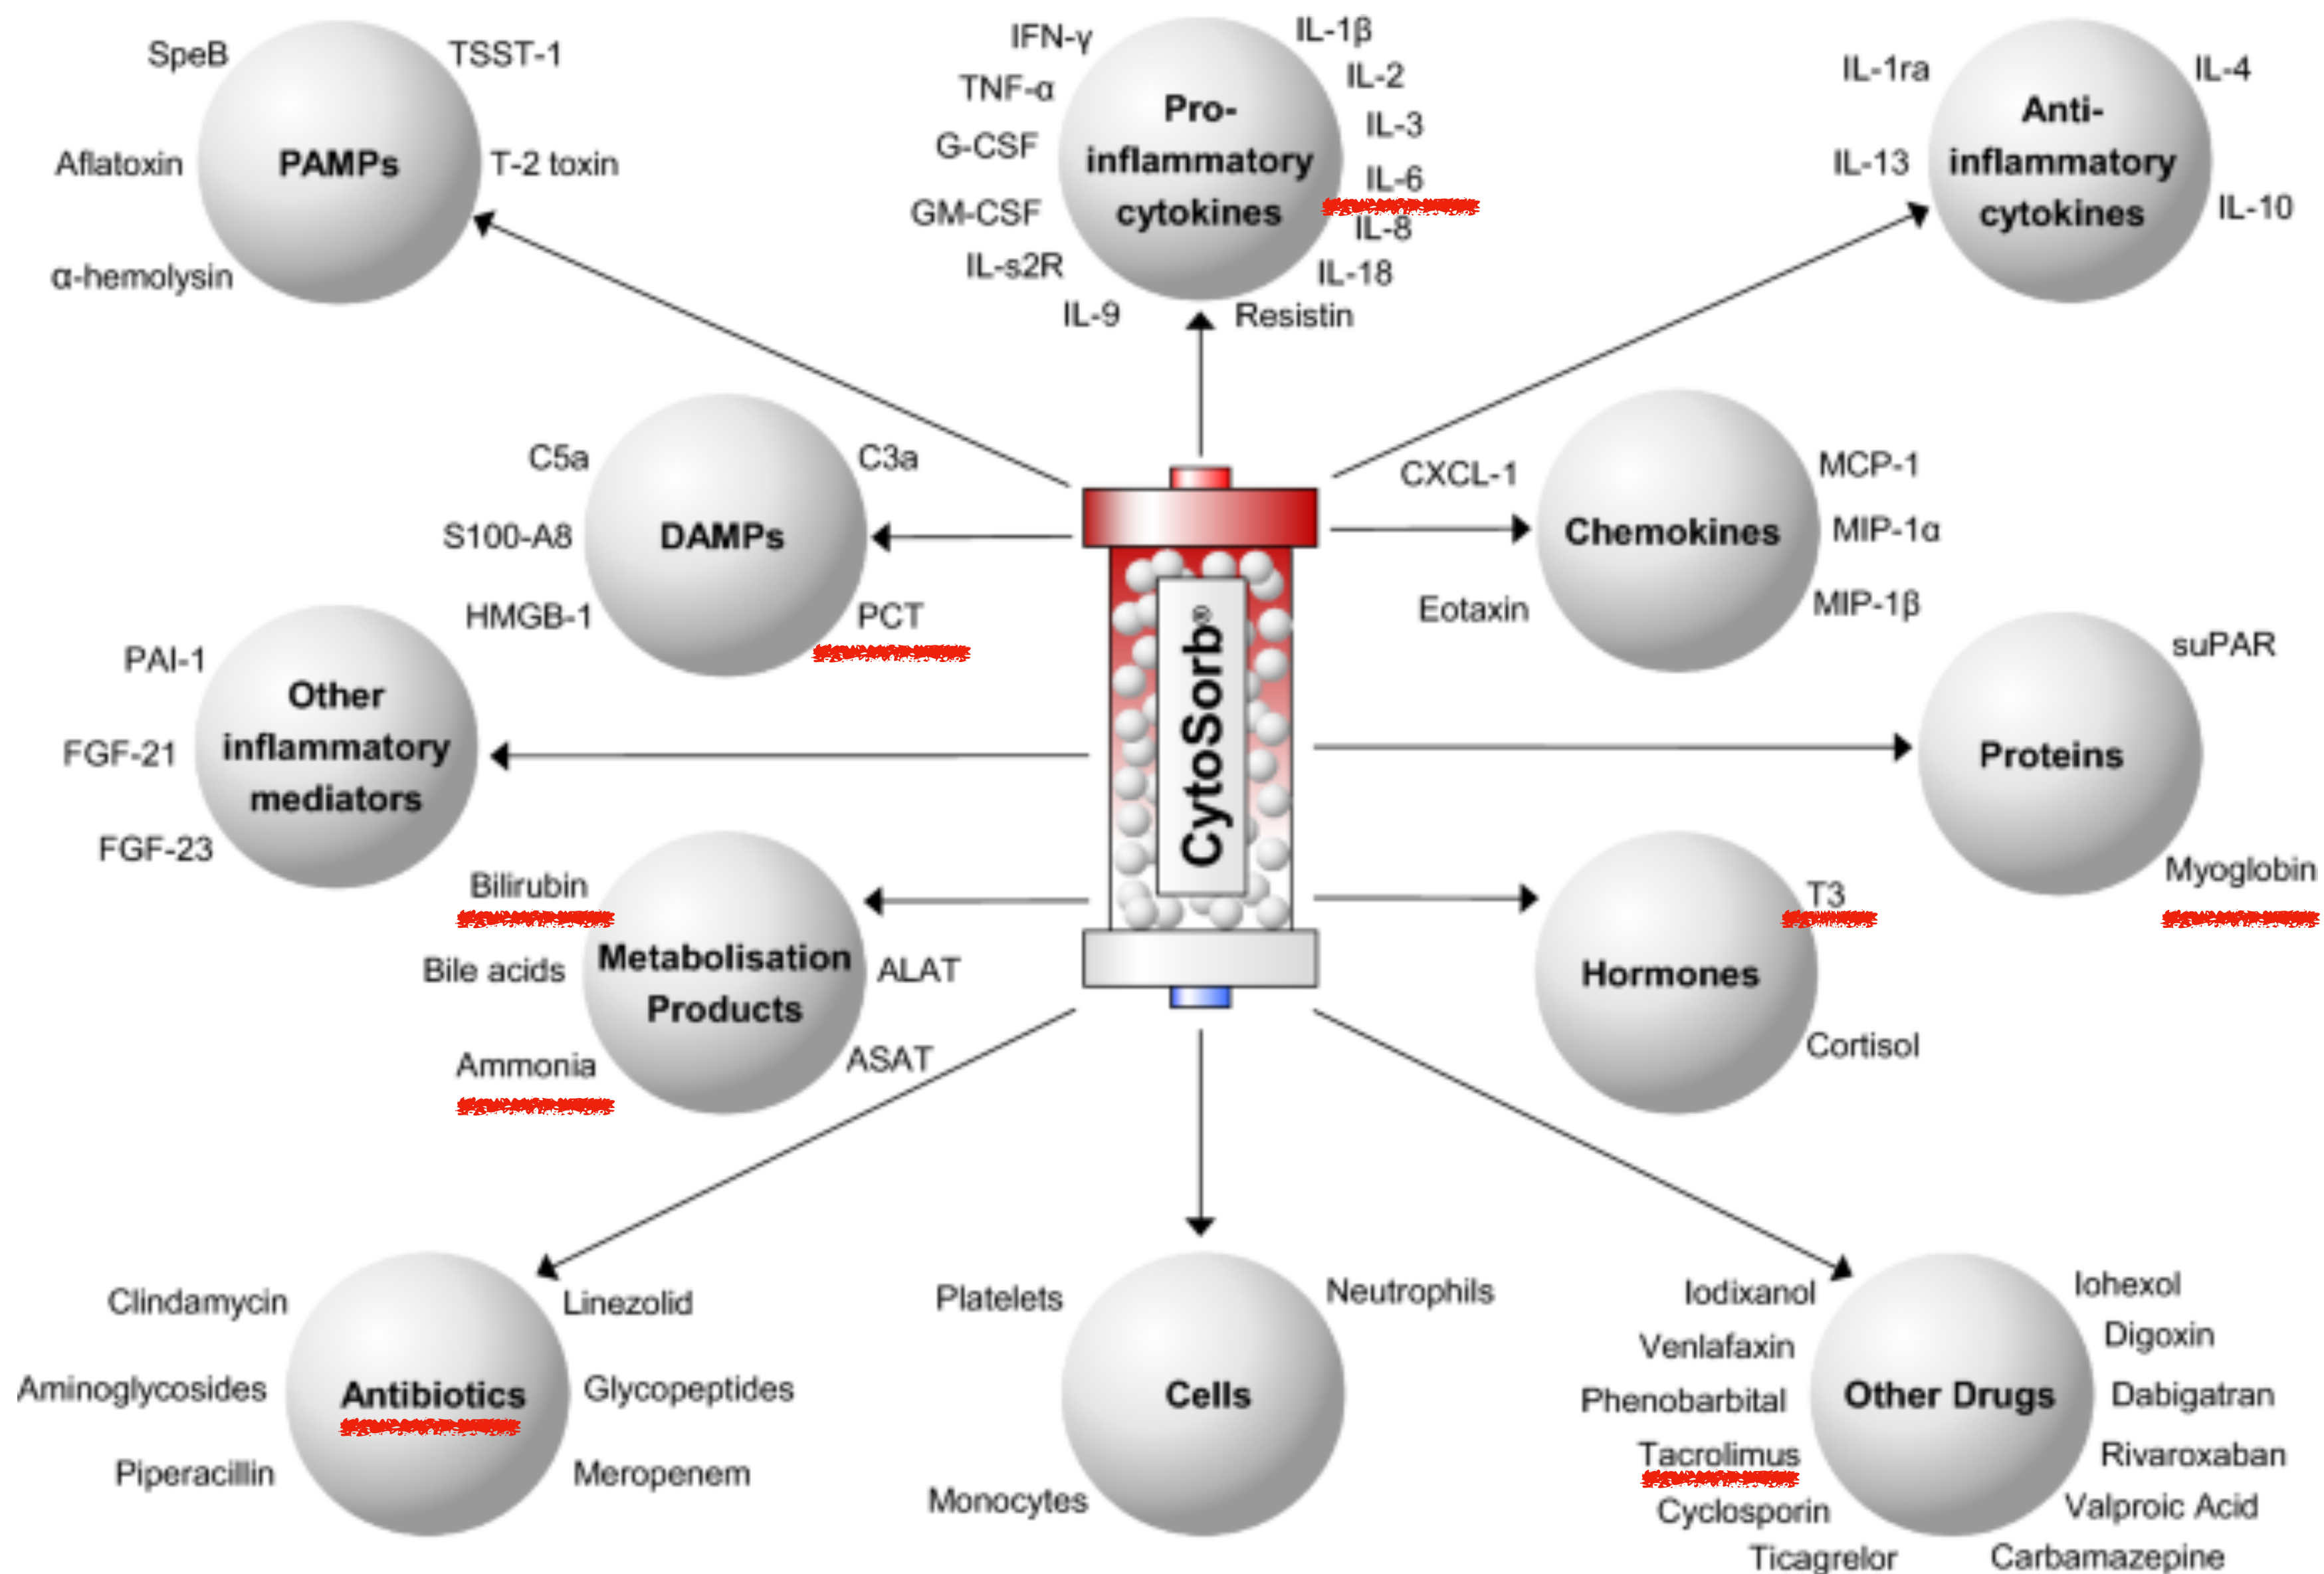 SpeB
TSST-1
Aflatoxin
PAMPs
T-2 toxin
α-hemolysin
IFN-γ
IL-1β
TNF-α
IL-2
G-CSF
Pro-
inflammatory
cytokines
IL-3
IL-6
GM-CSF
IL-8
IL-s2R
IL-18
IL-9
Resistin
IL-1ra
IL-4
Anti-
inflammatory
cytokines
IL-13
IL-10
C5a
C3a
S100-A8
DAMPs
HMGB-1
PCT
CXCL-1
MCP-1
Chemokines
MIP-1α
Eotaxin
MIP-1β
CytoSorb®
PAI-1
Other
inflammatory
mediators
FGF-21
FGF-23
suPAR
Proteins
Myoglobin
Bilirubin
Bile acids
Metabolisation
Products
ALAT
Ammonia
ASAT
T3
Hormones
Cortisol
Clindamycin
Linezolid
Aminoglycosides
Antibiotics
Glycopeptides
Piperacillin
Meropenem
Platelets
Neutrophils
Cells
Monocytes
Iodixanol
Iohexol
Venlafaxin
Digoxin
Phenobarbital
Other Drugs
Dabigatran
Tacrolimus
Rivaroxaban
Cyclosporin
Valproic Acid
Ticagrelor
Carbamazepine